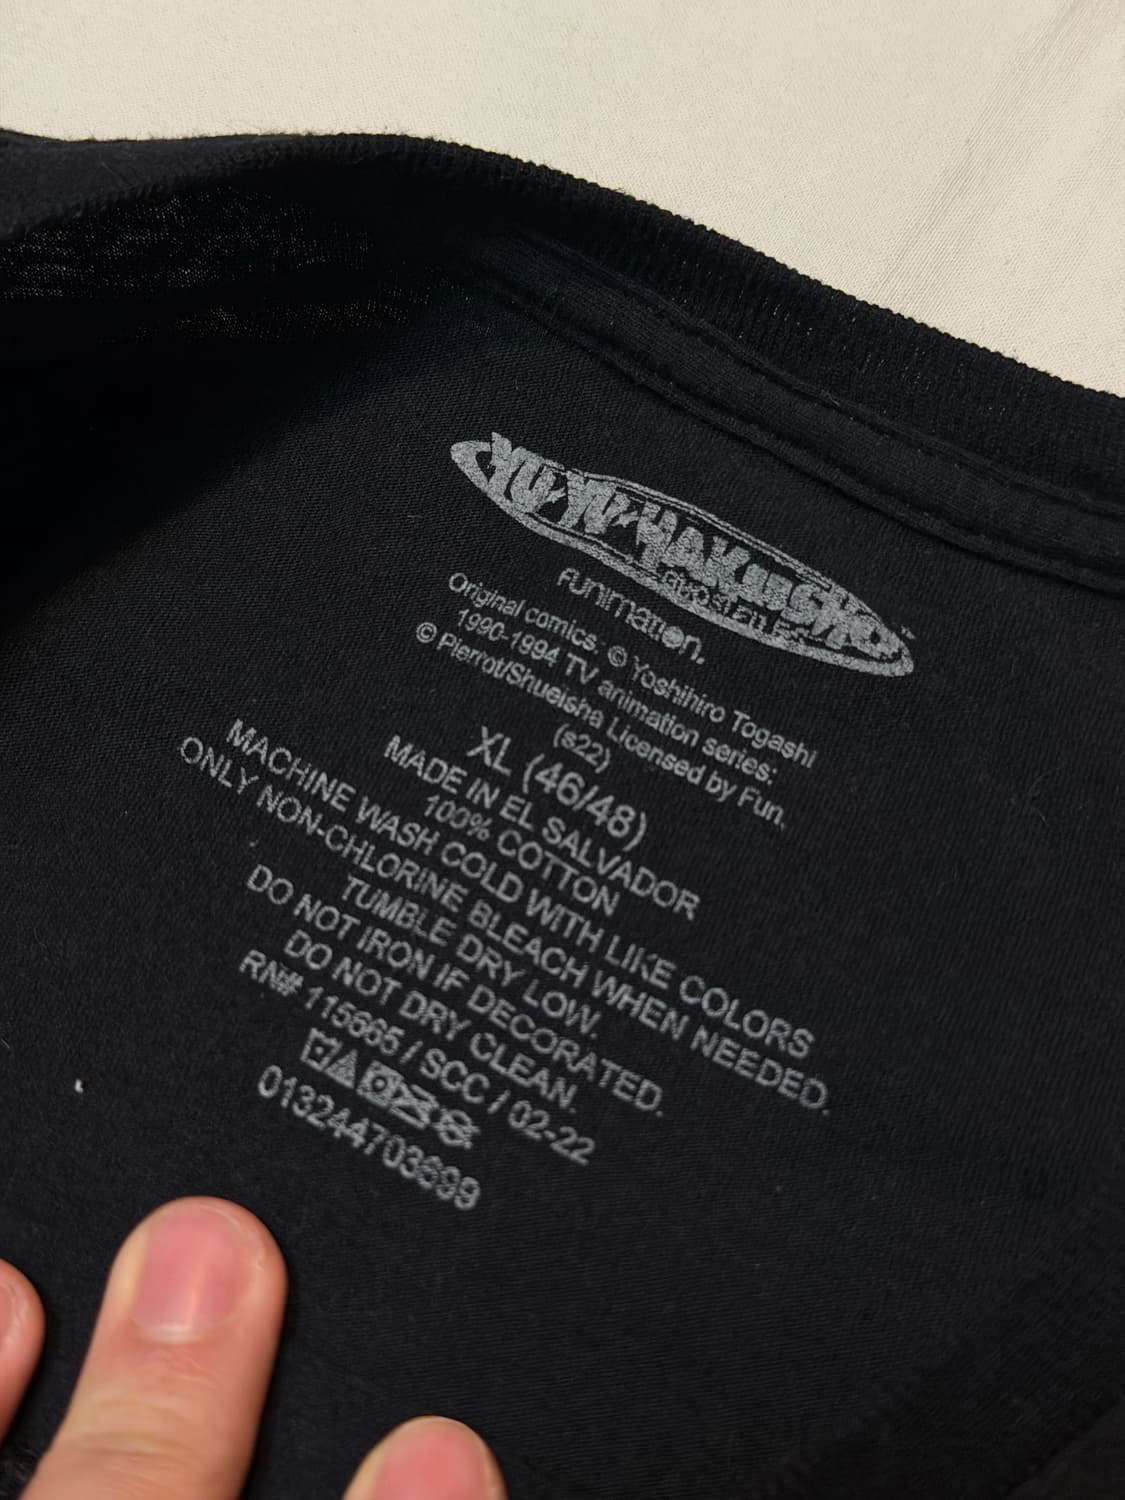 YU YU HAKUSHO
GHOST FILES
FUNIMATION.
Original comics; © Yoshihiro Togashi
1990-1994 TV animation series;
© Pierrot/Shueisha Licensed by Fun.
(s22)
XL (46/48)
MADE IN EL SALVADOR
100% COTTON
MACHINE WASH COLD WITH LIKE COLORS
ONLY NON-CHLORINE BLEACH WHEN NEEDED.
TUMBLE DRY LOW.
DO NOT IRON IF DECORATED.
DO NOT DRY CLEAN.
RN# 115665 / SCC / 02-22
013244703699